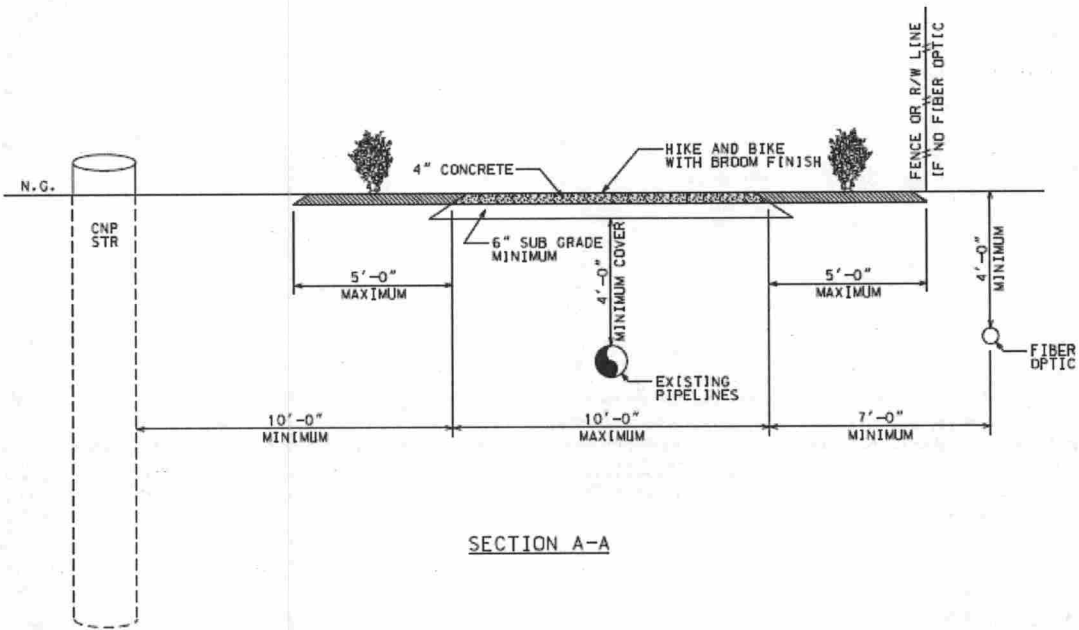 FENCE OR R/W LINE
IF NO FIBER OPTIC
HIKE AND BIKE
WITH BROOM FINISH
4" CONCRETE
N.G.
CNP
STR
6" SUB GRADE
MINIMUM
5'-0"
MAXIMUM
4'-0"
MINIMUM COVER
5'-0"
MAXIMUM
4'-0"
MINIMUM
FIBER
OPTIC
EXISTING
PIPELINES
10'-0"
MINIMUM
10'-0"
MAXIMUM
7'-0"
MINIMUM
SECTION A-A